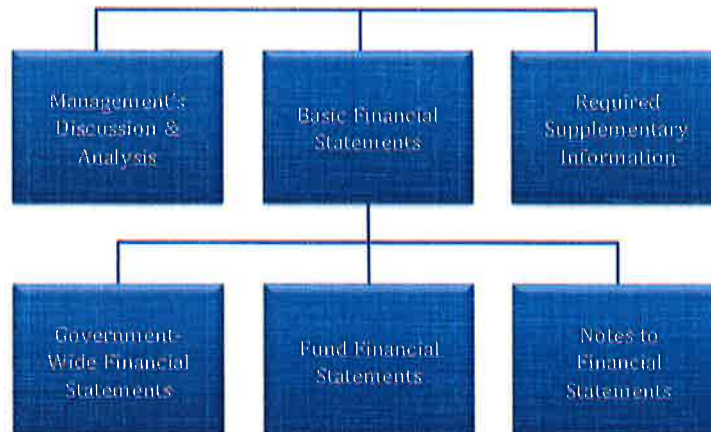 Management's
Discussion &
Analysis
Basic Financial
Statements
Required
Supplementary
Information
Government-
Wide Financial
Statements
Fund Financial
Statements
Notes to
Financial
Statements